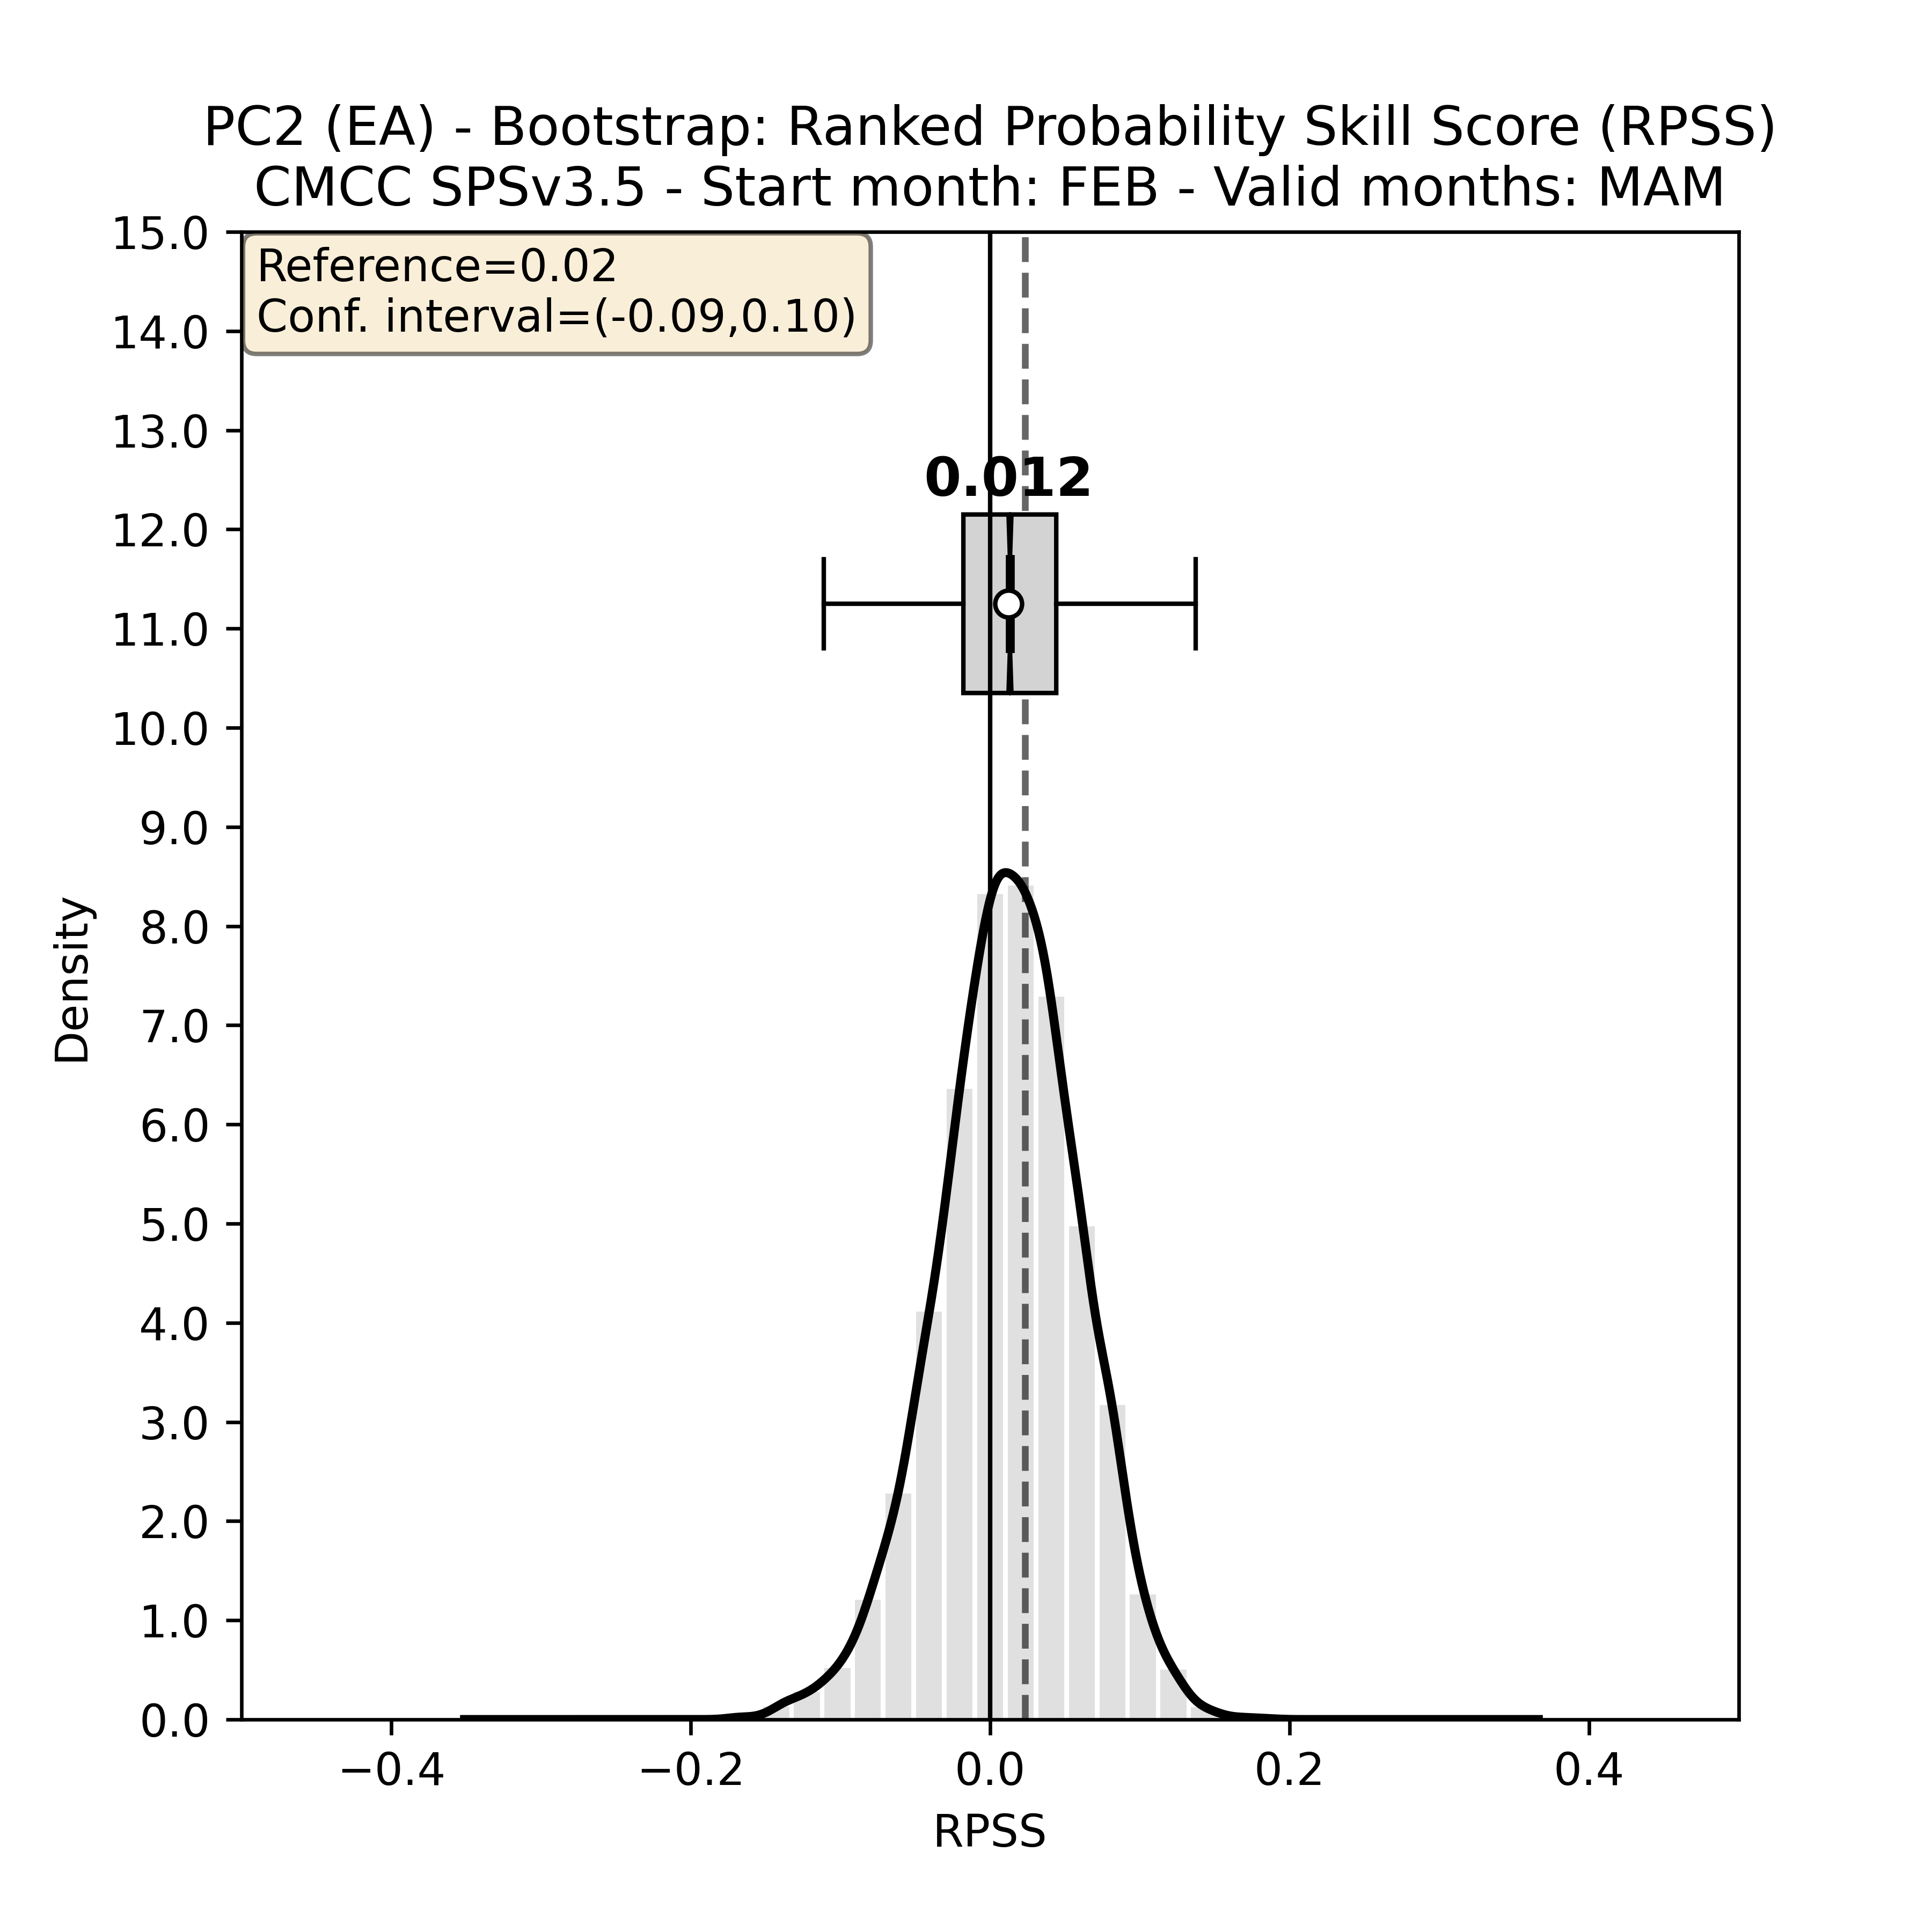 PC2 (EA) - Bootstrap: Ranked Probability Skill Score (RPSS)
CMCC SPSv3.5 - Start month: FEB - Valid months: MAM
Reference=0.02
Conf. interval=(-0.09,0.10)
0.012
15.0
14.0
13.0
12.0
11.0
10.0
9.0
8.0
7.0
6.0
5.0
4.0
3.0
2.0
1.0
0.0
Density
−0.4 −0.2 0.0 0.2 0.4
RPSS